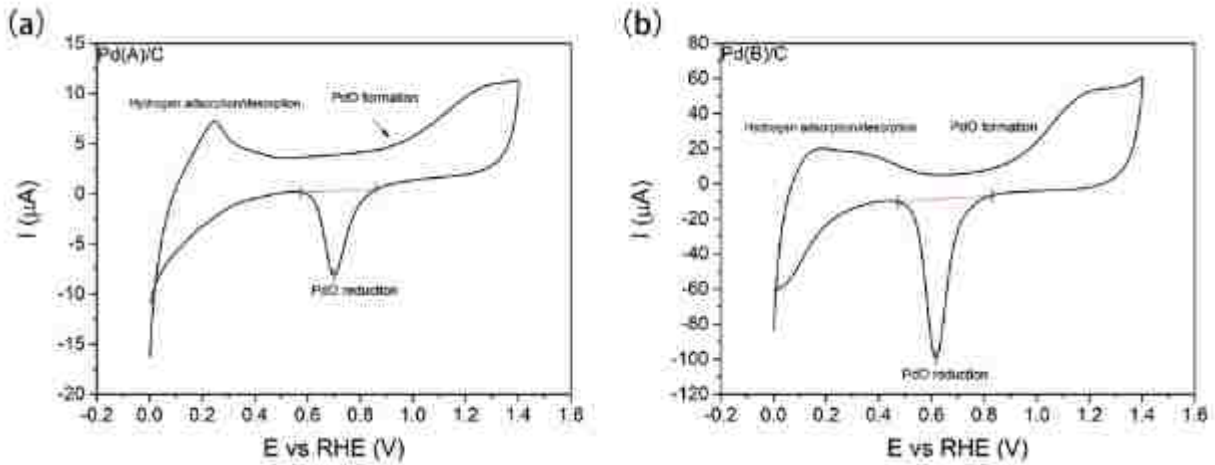 (a)
Pd(A)/C
Hydrogen adsorption/desorption
PdO formation
PdO reduction
15
10
5
0
-5
-10
-15
-20
I (µA)
-0.2 0.0 0.2 0.4 0.6 0.8 1.0 1.2 1.4 1.6
E vs RHE (V)
(b)
Pd(B)/C
Hydrogen adsorption/desorption
PdO formation
PdO reduction
80
60
40
20
0
-20
-40
-60
-80
-100
-120
I (µA)
-0.2 0.0 0.2 0.4 0.6 0.8 1.0 1.2 1.4 1.6
E vs RHE (V)